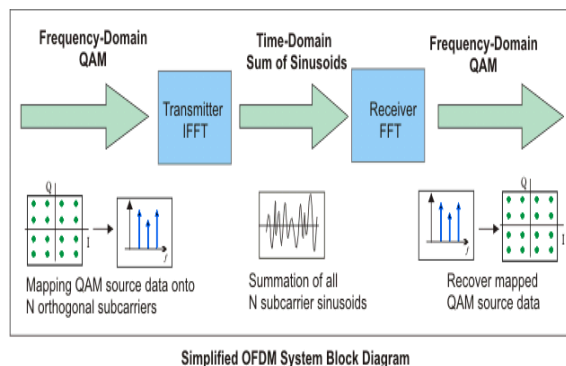 Frequency-Domain
QAM
Time-Domain
Sum of Sinusoids
Frequency-Domain
QAM
Transmitter
IFFT
Receiver
FFT
Q
I
f
Mapping QAM source data onto
N orthogonal subcarriers
Summation of all
N subcarrier sinusoids
f
Q
I
Recover mapped
QAM source data
Simplified OFDM System Block Diagram